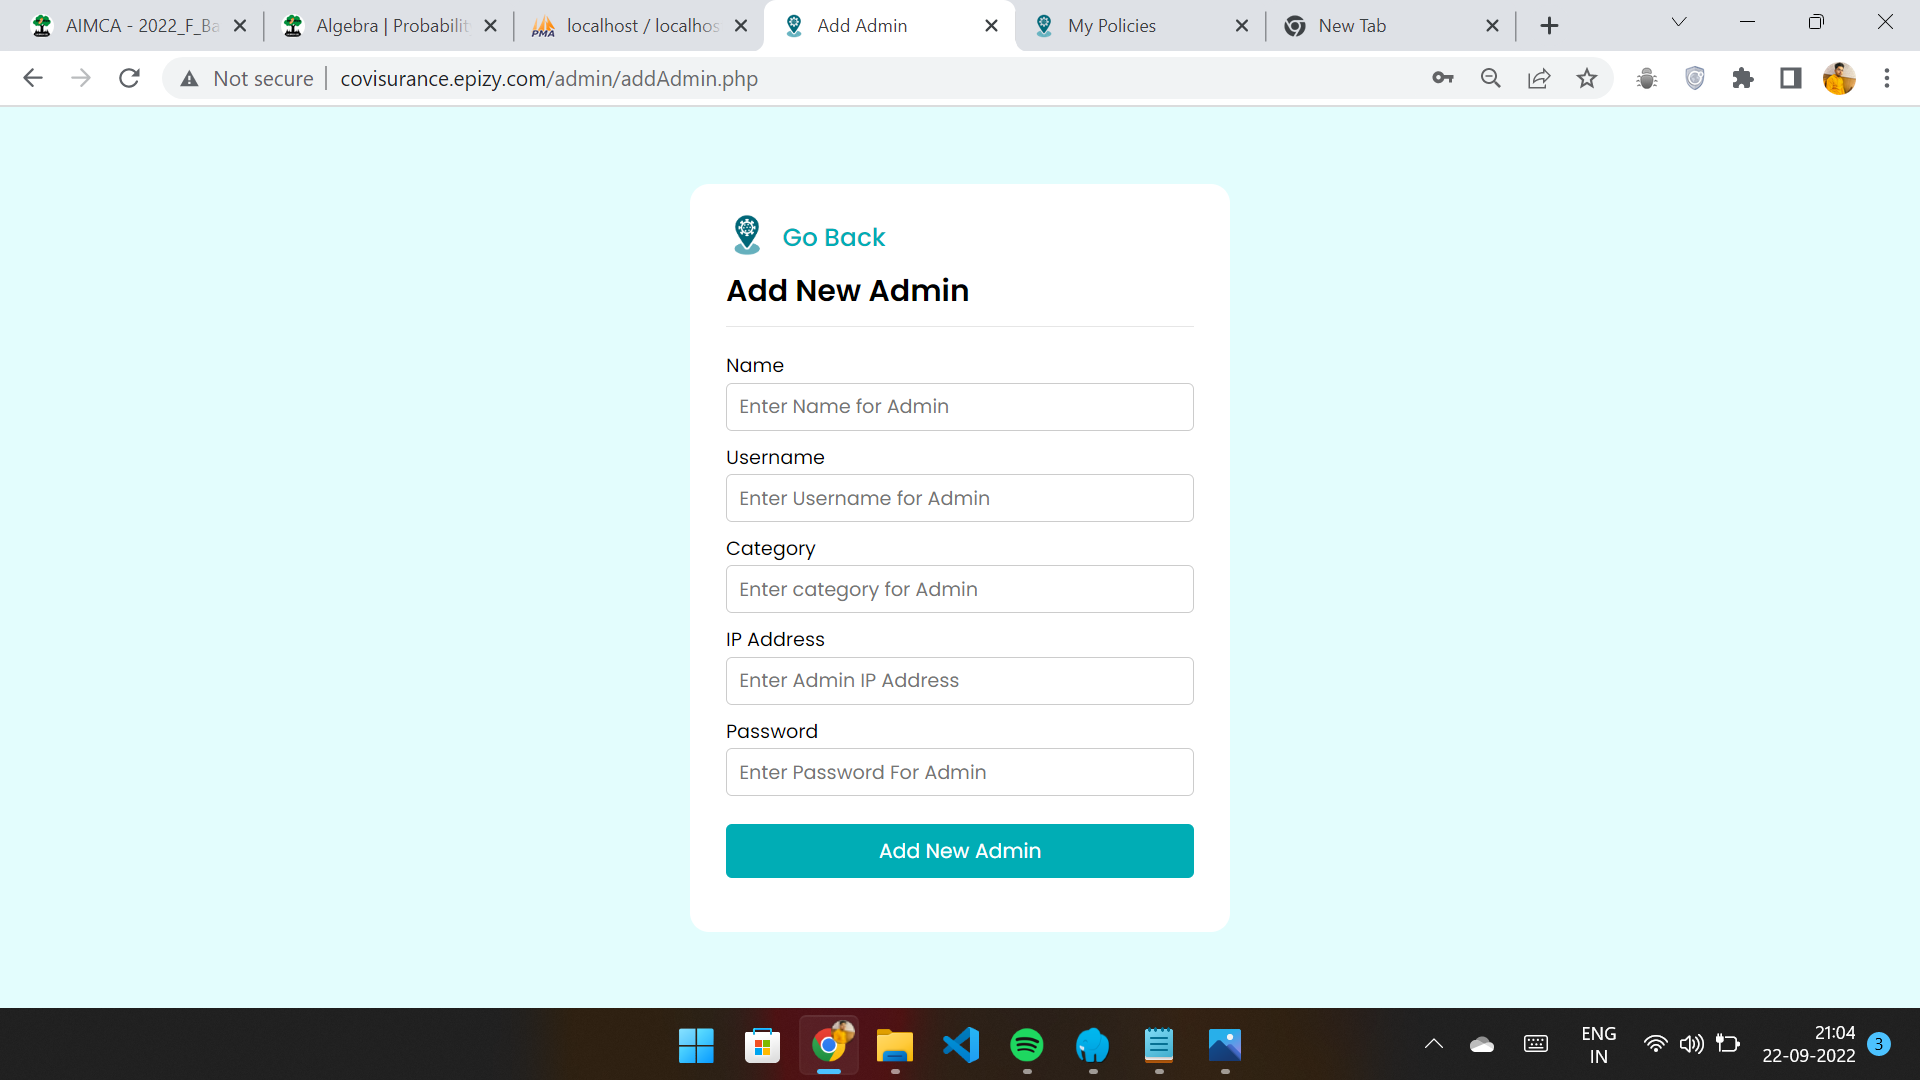 AIMCA - 2022_F_Ba
Algebra | Probabilit
localhost / localhos
Add Admin
My Policies
New Tab
Not secure
covisurance.epizy.com/admin/addAdmin.php
Go Back
Add New Admin
Name
Enter Name for Admin
Username
Enter Username for Admin
Category
Enter category for Admin
IP Address
Enter Admin IP Address
Password
Enter Password For Admin
Add New Admin
ENG
IN
21:04
22-09-2022
3
PMA